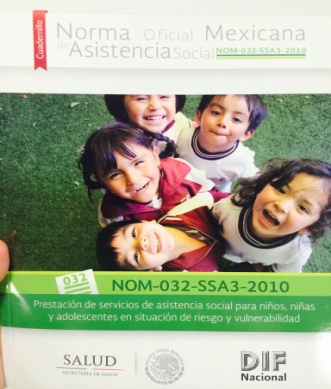 Cuadernillo
Norma Oficial Mexicana
de Asistencia Social NOM-032-SSA3-2010
032
NOM-032-SSA3-2010
Prestación de servicios de asistencia social para niños, niñas
y adolescentes en situación de riesgo y vulnerabilidad
SALUD
SECRETARÍA DE SALUD
DIF
Nacional